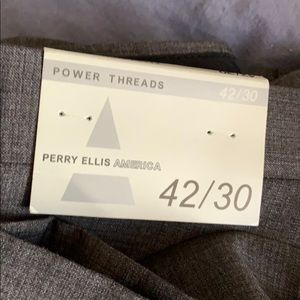 POWER THREADS 42/30
PERRY ELLIS AMERICA
42/30